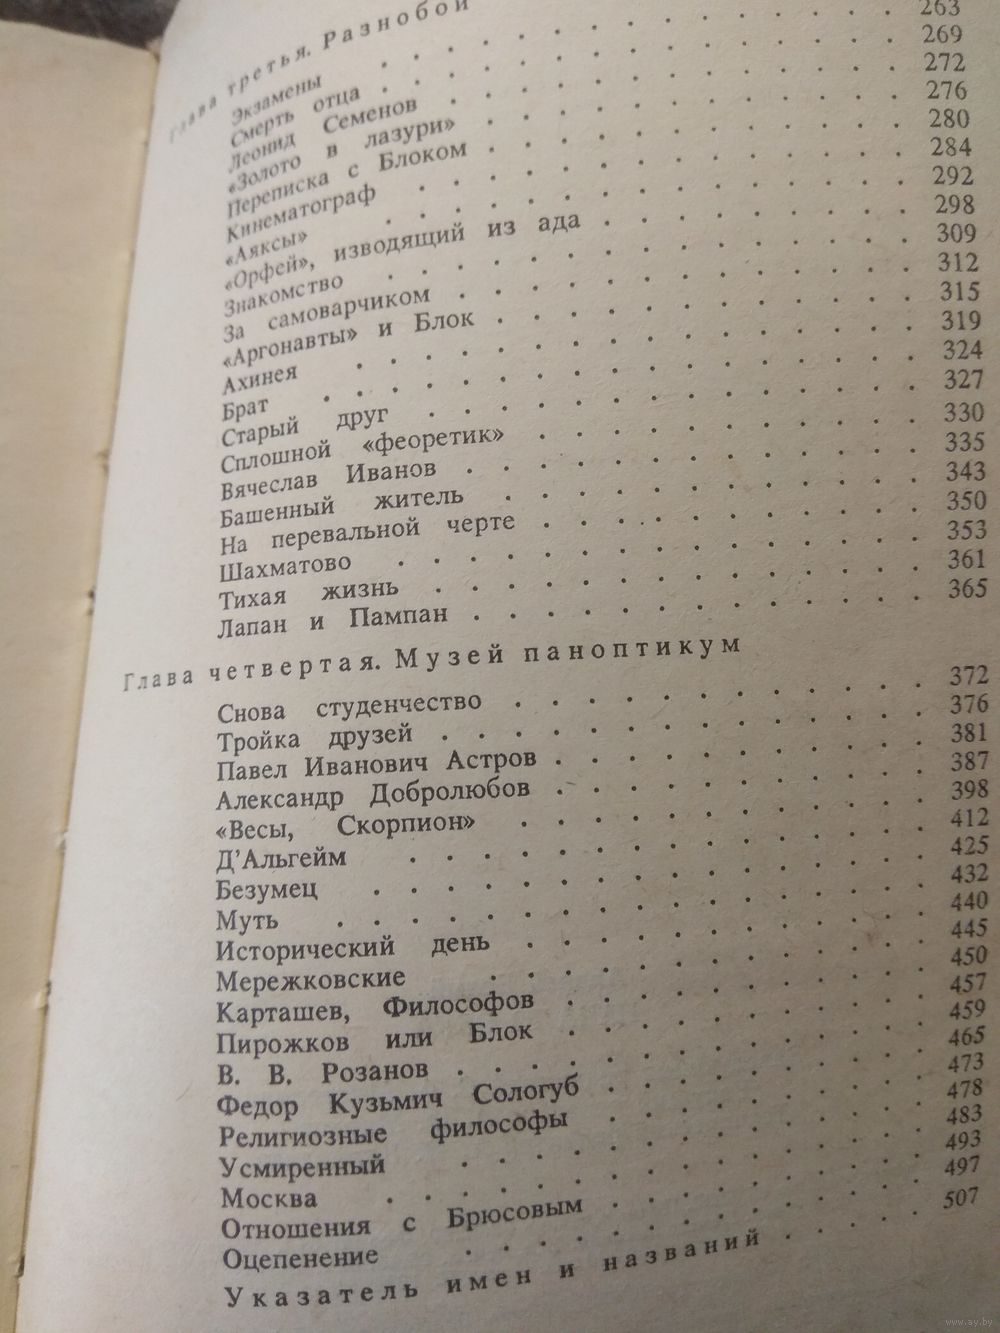 Глава третья. Разнобой
Экзамены . . . . . . . . 263
Смерть отца . . . . . . . . 269
Леонид Семенов . . . . . . . . 272
«Золото в лазури» . . . . . . . . 276
Переписка с Блоком . . . . . . . . 280
Кинематограф . . . . . . . . 284
«Аяксы» . . . . . . . . 292
«Орфей», изводящий из ада . . . . . . . . 298
Знакомство . . . . . . . . 309
За самоварчиком . . . . . . . . 312
«Аргонавты» и Блок . . . . . . . . 315
Ахинея . . . . . . . . 319
Брат . . . . . . . . 324
Старый друг . . . . . . . . 327
Сплошной «феоретик» . . . . . . . . 330
Вячеслав Иванов . . . . . . . . 335
Башенный житель . . . . . . . . 343
На перевальной черте . . . . . . . . 350
Шахматово . . . . . . . . 353
Тихая жизнь . . . . . . . . 361
Лапан и Пампан . . . . . . . . 365
Глава четвертая. Музей паноптикум
Снова студенчество . . . . . . . . 372
Тройка друзей . . . . . . . . 376
Павел Иванович Астров . . . . . . . . 381
Александр Добролюбов . . . . . . . . 387
«Весы, Скорпион» . . . . . . . . 398
Д’Альгейм . . . . . . . . 412
Безумец . . . . . . . . 425
Муть . . . . . . . . 432
Исторический день . . . . . . . . 440
Мережковские . . . . . . . . 445
Карташев, Философов . . . . . . . . 450
Пирожков или Блок . . . . . . . . 457
В. В. Розанов . . . . . . . . 459
Федор Кузьмич Сологуб . . . . . . . . 465
Религиозные философы . . . . . . . . 473
Усмиренный . . . . . . . . 478
Москва . . . . . . . . 483
Отношения с Брюсовым . . . . . . . . 493
Оцепенение . . . . . . . . 497
Указатель имен и названий . . . . . 507
www.ay.by